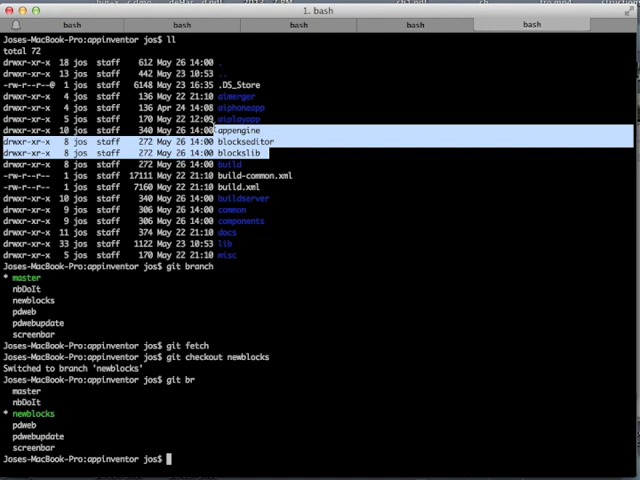 1. bash
bash
bash
bash
bash
bash
Joses-MacBook-Pro:appinventor jos$ ll
total 72
drwxr-xr-x  18 jos  staff    612 May 26 14:00 .
drwxr-xr-x  13 jos  staff    442 May 23 10:53 ..
-rw-r--r--@  1 jos  staff   6148 May 23 16:35 .DS_Store
drwxr-xr-x   4 jos  staff    136 May 22 21:10 aimerger
drwxr-xr-x   4 jos  staff    136 Apr 24 14:08 aiphoneapp
drwxr-xr-x   5 jos  staff    170 May 22 12:09 aiplayapp
drwxr-xr-x  10 jos  staff    340 May 26 14:00 appengine
drwxr-xr-x   8 jos  staff    272 May 26 14:00 blockseditor
drwxr-xr-x   8 jos  staff    272 May 26 14:00 blockslib
drwxr-xr-x   8 jos  staff    272 May 26 14:00 build
-rw-r--r--   1 jos  staff  17111 May 22 21:10 build-common.xml
-rw-r--r--   1 jos  staff   7160 May 22 21:10 build.xml
drwxr-xr-x  10 jos  staff    340 May 26 14:00 buildserver
drwxr-xr-x   9 jos  staff    306 May 26 14:00 common
drwxr-xr-x   9 jos  staff    306 May 26 14:00 components
drwxr-xr-x  11 jos  staff    374 May 22 21:10 docs
drwxr-xr-x  33 jos  staff   1122 May 23 10:53 lib
drwxr-xr-x   5 jos  staff    170 May 22 21:10 misc
Joses-MacBook-Pro:appinventor jos$ git branch
* master
nbDoIt
newblocks
pdweb
pdwebupdate
screenbar
Joses-MacBook-Pro:appinventor jos$ git fetch
Joses-MacBook-Pro:appinventor jos$ git checkout newblocks
Switched to branch 'newblocks'
Joses-MacBook-Pro:appinventor jos$ git br
master
nbDoIt
* newblocks
pdweb
pdwebupdate
screenbar
Joses-MacBook-Pro:appinventor jos$